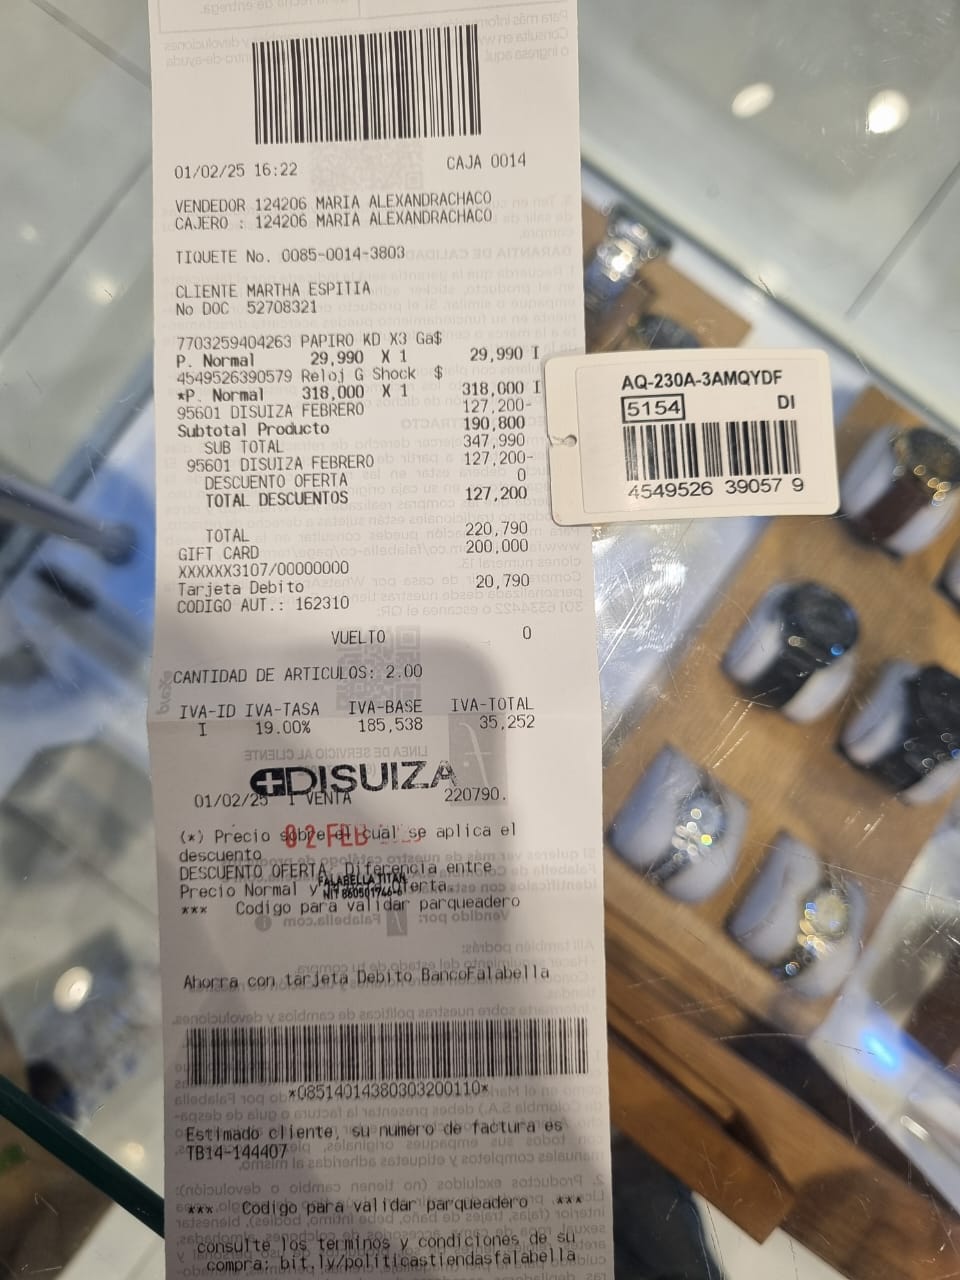 01/02/25 16:22 CAJA 0014
VENDEDOR 124206 MARIA ALEXANDRACHACO
CAJERO : 124206 MARIA ALEXANDRACHACO
TIQUETE No. 0085-0014-3803
CLIENTE MARTHA ESPITIA
No DOC 52708321
7703259404263 PAPIRO KD X3 Ga$
P. Normal 29,990 X 1 29,990 I
4549526390579 Reloj G Shock $
*P. Normal 318,000 X 1 318,000 I
95601 DISUIZA FEBRERO 127,200-
Subtotal Producto 190,800
SUB TOTAL 347,990
95601 DISUIZA FEBRERO 127,200-
DESCUENTO OFERTA 0
TOTAL DESCUENTOS 127,200
TOTAL 220,790
GIFT CARD 200,000
XXXXXX3107/00000000
Tarjeta Debito 20,790
CODIGO AUT.: 162310
VUELTO 0
CANTIDAD DE ARTICULOS: 2.00
IVA-ID IVA-TASA IVA-BASE IVA-TOTAL
I 19.00% 185,538 35,252
DISUIZA
01/02/25 1 VENTA 220790.
02 FEB
(*) Precio sobre el cual se aplica el
descuento
DESCUENTO OFERTA: Diferencia entre
FALABELLA TITAN
Precio Normal y Oferta.
NIT 860501746-6
*** Codigo para validar parqueadero
Ahorra con tarjeta Debito BancoFalabella
*08514014380303200110*
Estimado cliente, su numero de factura es
TB14-144407
*** Codigo para validar parqueadero ***
consulte los terminos y condiciones de su
compra: bit.ly/politicastiendasfalabella
AQ-230A-3AMQYDF
5154 DI
4549526 39057 9